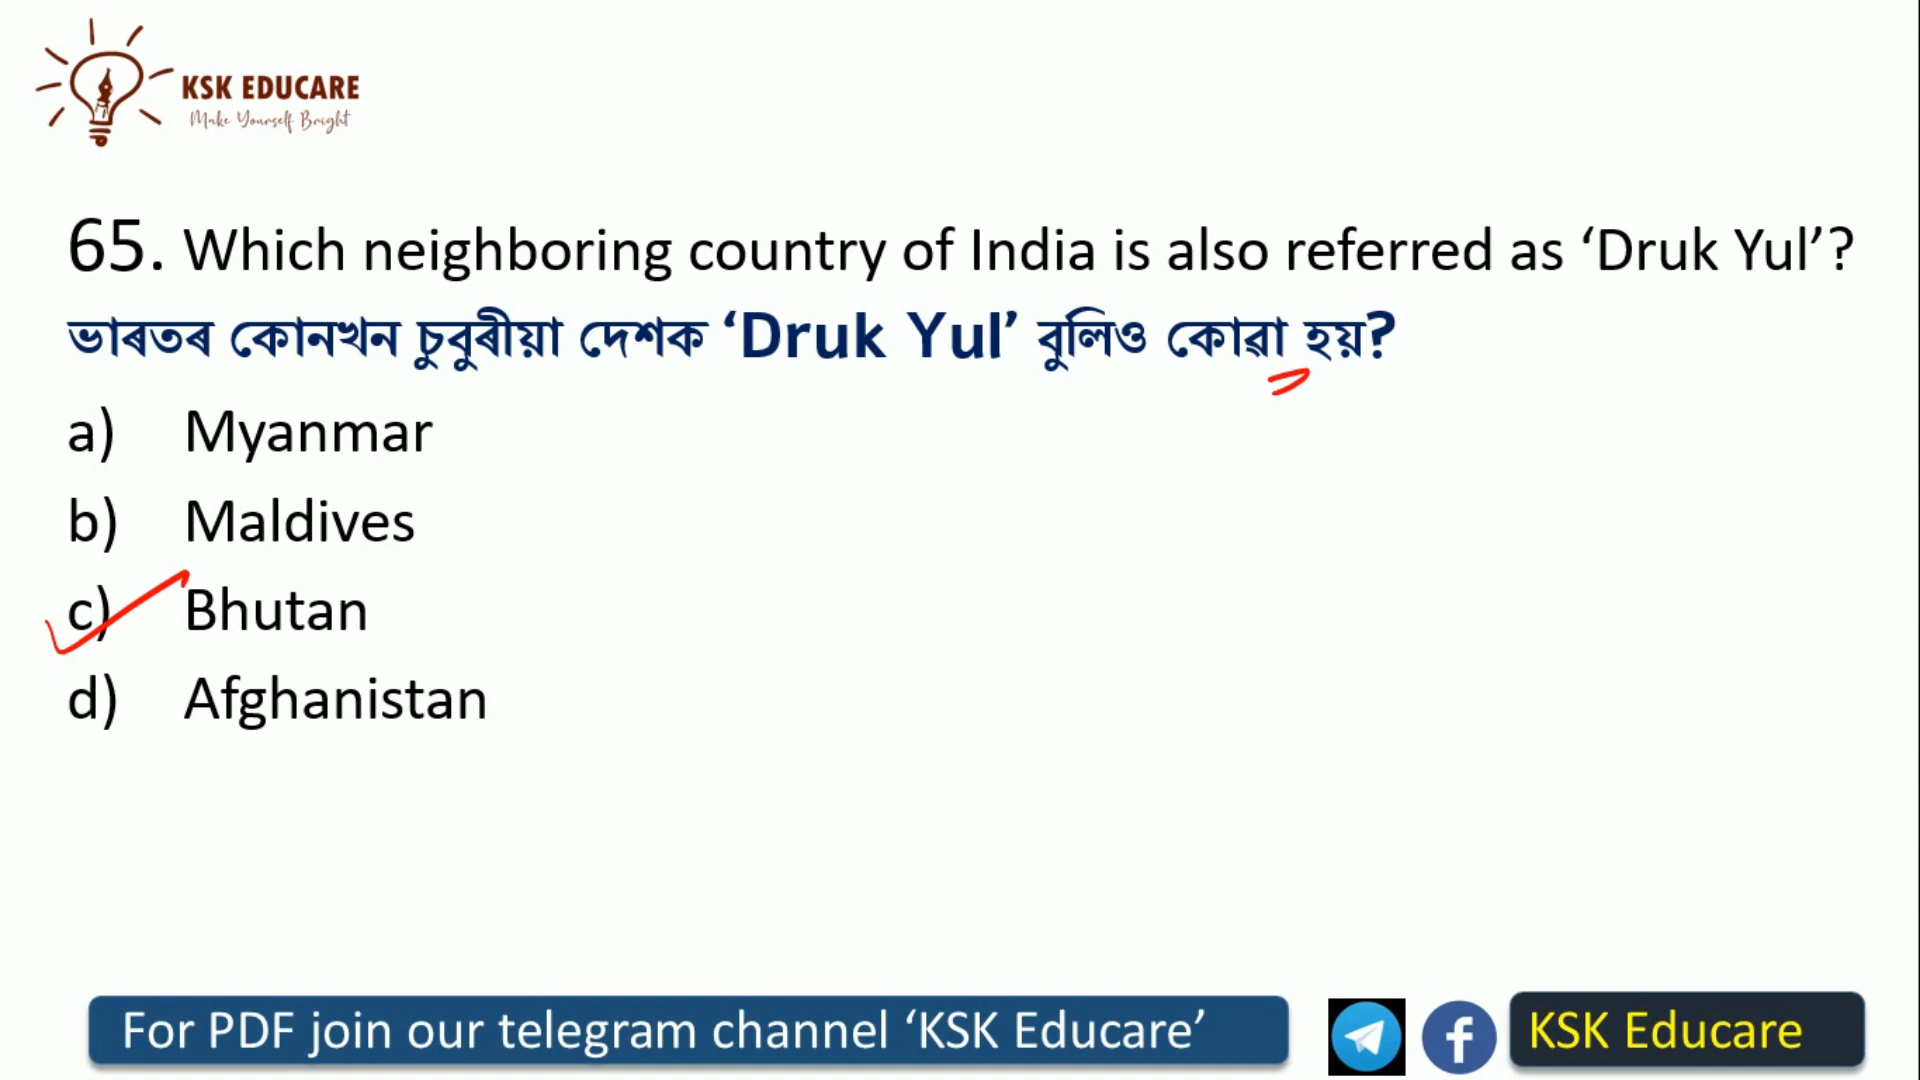 KSK EDUCARE
Make Yourself Bright
65. Which neighboring country of India is also referred as ‘Druk Yul’?
ভাৰতৰ কোনখন চুবুৰীয়া দেশক ‘Druk Yul’ বুলিও কোৱা হয়?
a) Myanmar
b) Maldives
c) Bhutan
d) Afghanistan
For PDF join our telegram channel ‘KSK Educare’
KSK Educare